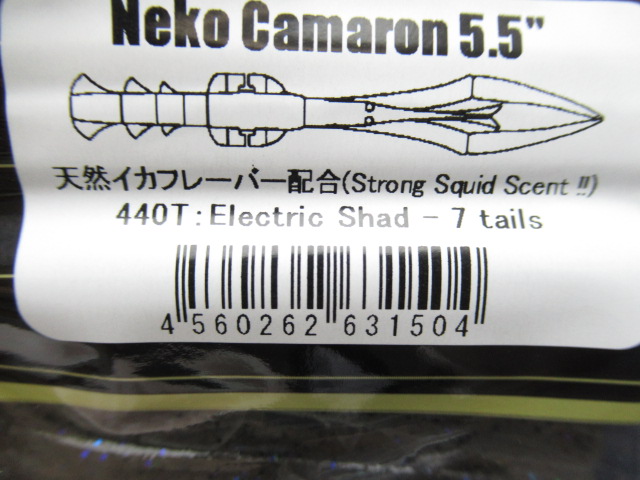 Neko Camaron 5.5"
天然イカフレーバー配合(Strong Squid Scent !!)
440T:Electric Shad - 7 tails
4 560262 631504